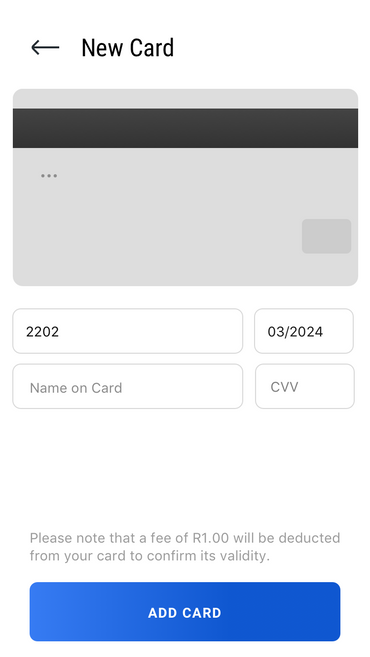 New Card
•••
2202
03/2024
Name on Card
CVV
Please note that a fee of R1.00 will be deducted
from your card to confirm its validity.
ADD CARD